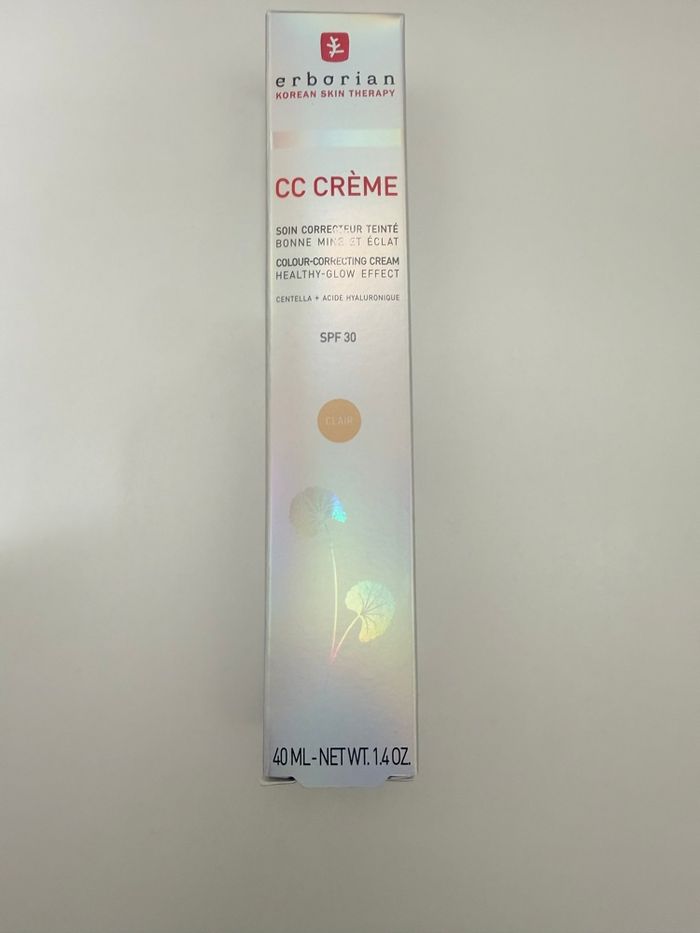 erborian
KOREAN SKIN THERAPY
CC CRÈME
SOIN CORRECTEUR TEINTÉ
BONNE MINE ET ÉCLAT
COLOUR-CORRECTING CREAM
HEALTHY-GLOW EFFECT
CENTELLA + ACIDE HYALURONIQUE
SPF 30
CLAIR
40 ML - NET WT. 1.4 OZ.